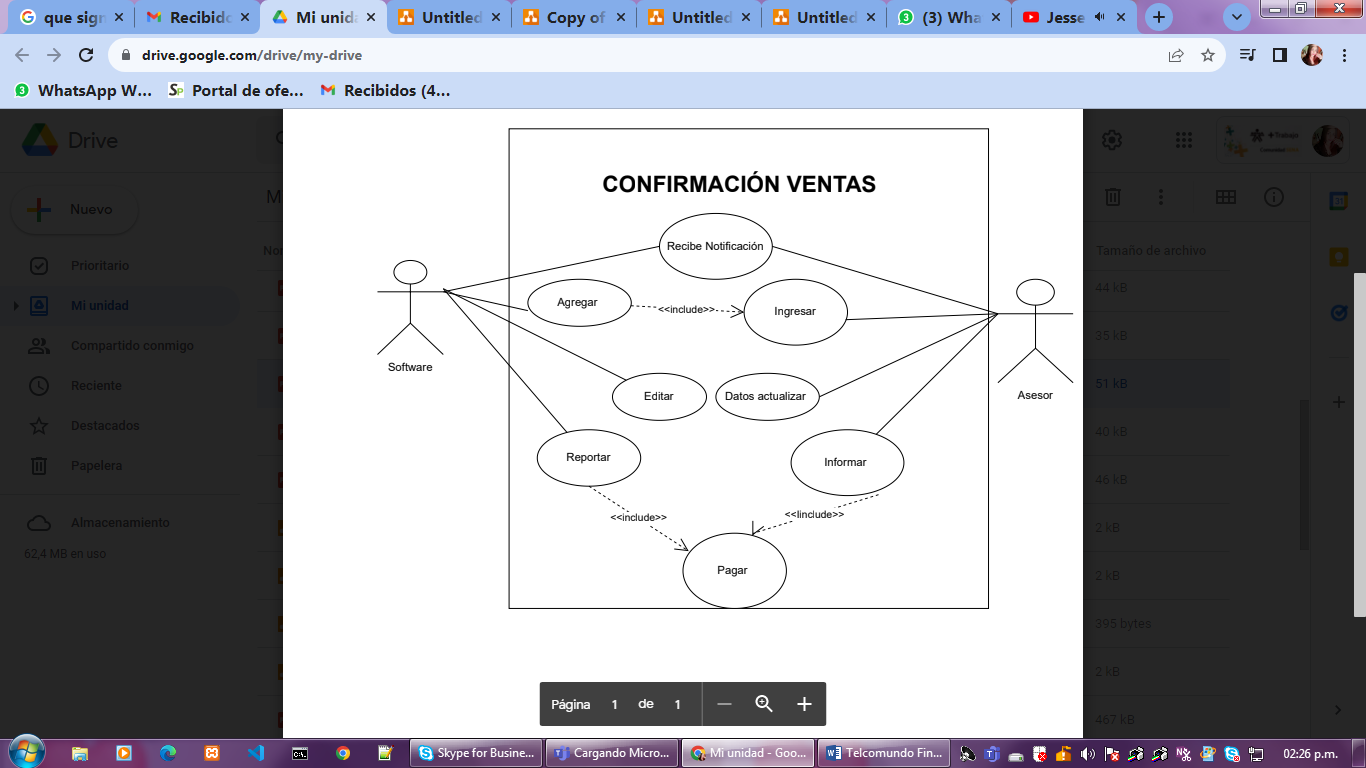 que sign
Recibido
Mi unida
Untitled
Copy of
Untitled
Untitled
(3) Wha
Jesse
drive.google.com/drive/my-drive
WhatsApp W...
Portal de ofe...
Recibidos (4...
Drive
Nuevo
Prioritario
Mi unidad
Compartido conmigo
Reciente
Destacados
Papelera
Almacenamiento
62,4 MB en uso
Tamaño de archivo
44 kB
35 kB
51 kB
40 kB
46 kB
2 kB
2 kB
395 bytes
2 kB
467 kB
CONFIRMACIÓN VENTAS
Recibe Notificación
Agregar
<<include>>
Ingresar
Software
Editar
Datos actualizar
Asesor
Reportar
Informar
<<include>>
<<Iinclude>>
Pagar
Página 1 de 1
Skype for Busine...
Cargando Micro...
Mi unidad - Goo...
Telcomundo Fin...
02:26 p.m.